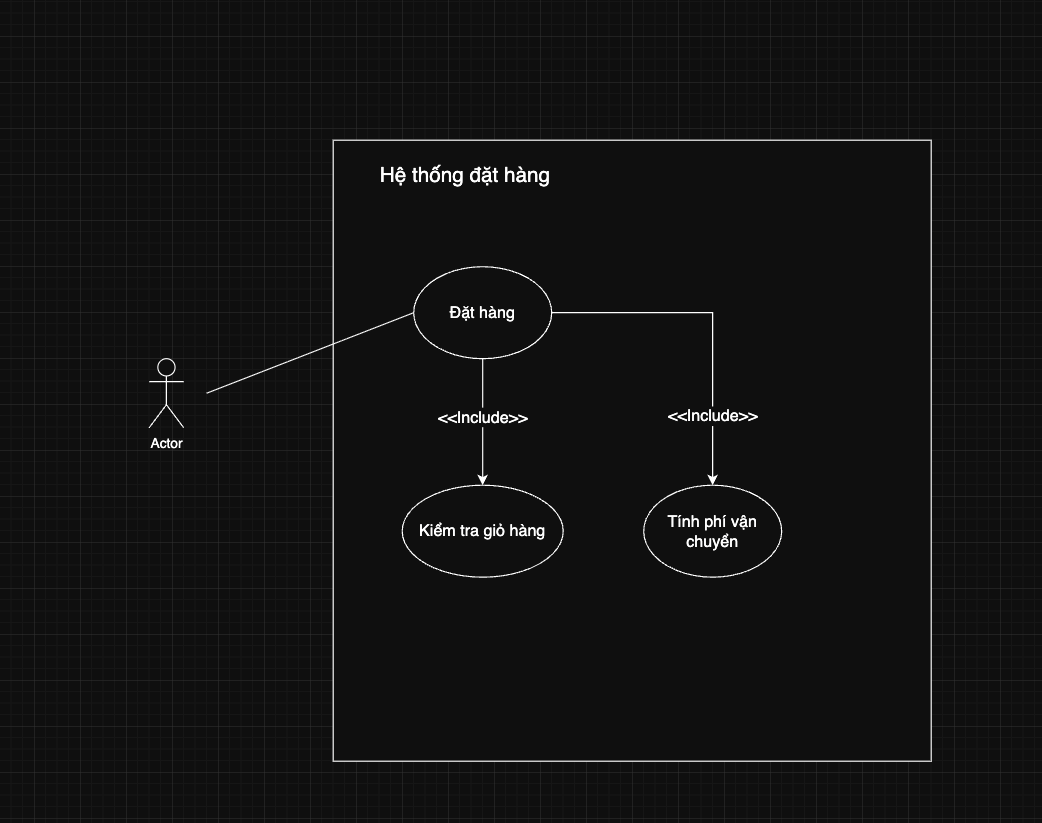 Hệ thống đặt hàng
Đặt hàng
Actor
<<Include>>
<<Include>>
Kiểm tra giỏ hàng
Tính phí vận
chuyển